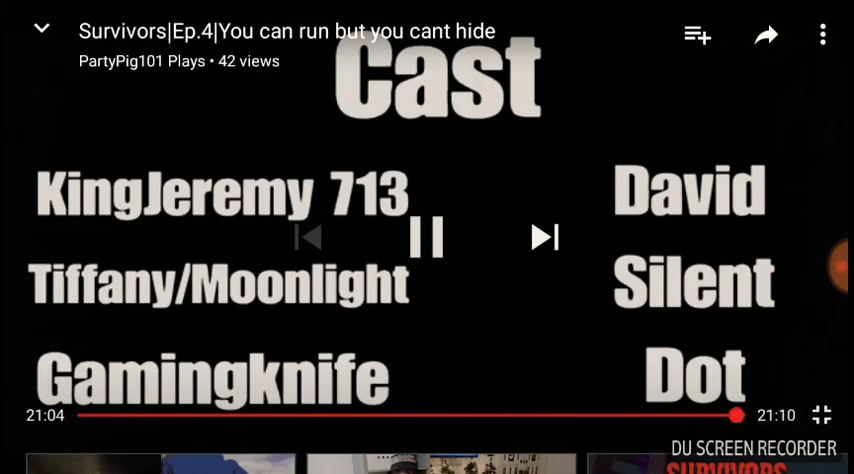 Survivors|Ep.4|You can run but you cant hide
PartyPig101 Plays • 42 views
Cast
KingJeremy 713 David
Tiffany/Moonlight Silent
Gamingknife Dot
21:04 21:10
DU SCREEN RECORDER
SURVIVORS